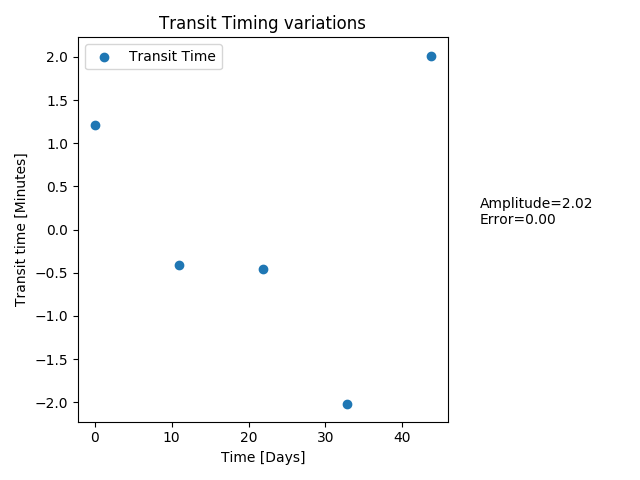 Transit Timing variations
Transit Time
2.0
1.5
1.0
0.5
0.0
−0.5
−1.0
−1.5
−2.0
Transit time [Minutes]
0
10
20
30
40
Time [Days]
Amplitude=2.02
Error=0.00